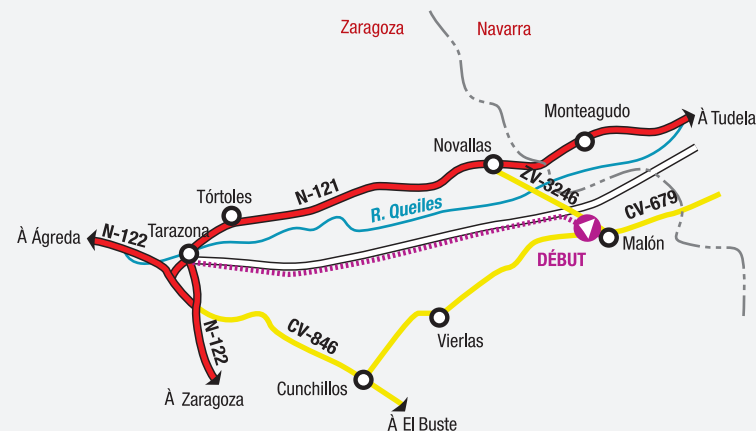 Zaragoza
Navarra
Monteagudo
À Tudela
Novallas
ZV-3246
CV-679
Tórtoles
N-121
R. Queiles
Tarazona
N-122
À Ágreda
Malón
DÉBUT
N-122
CV-846
Vierlas
Cunchillos
À Zaragoza
À El Buste